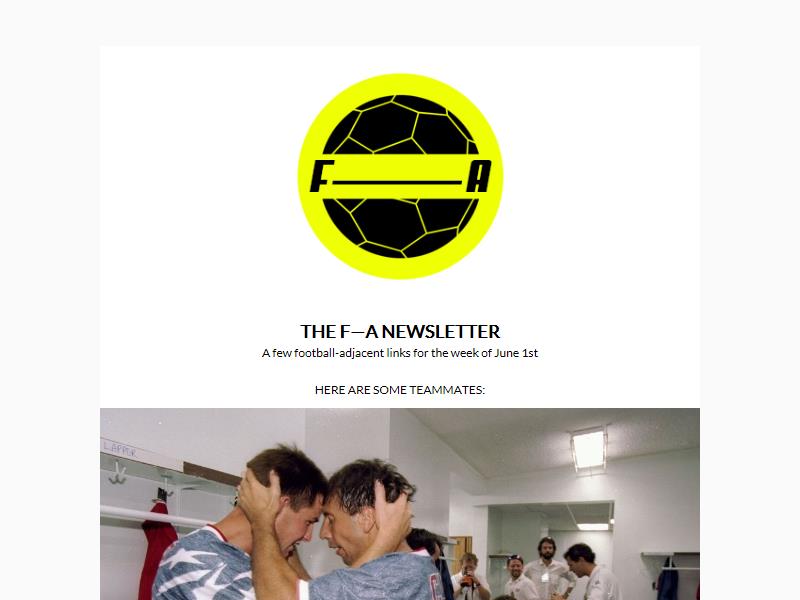 F—A
THE F—A NEWSLETTER
A few football-adjacent links for the week of June 1st
HERE ARE SOME TEAMMATES:
LAPPER